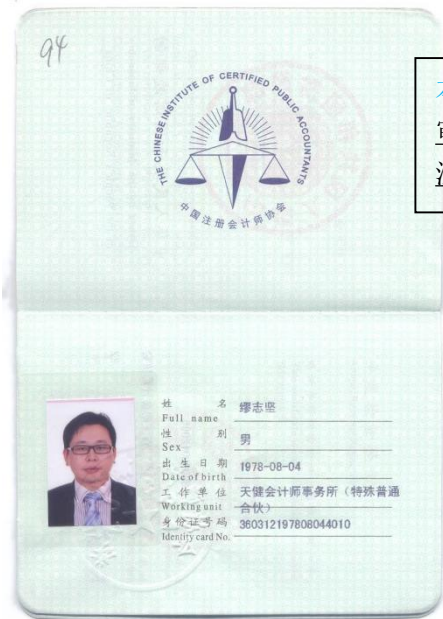 94
THE CHINESE INSTITUTE OF CERTIFIED PUBLIC ACCOUNTANTS
中国注册会计师协会
姓 名 缪志坚
Full name
性 别 男
Sex
出生日期 1978-08-04
Date of birth
工作单位 天健会计师事务所（特殊普通
Working unit 合伙）
身份证号码 360312197808044010
Identity card No.